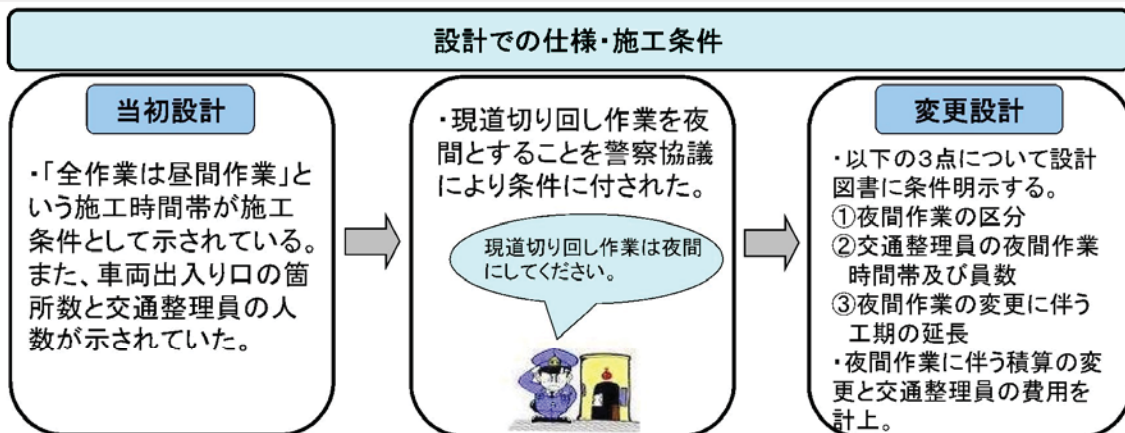 設計での仕様・施工条件
当初設計
・「全作業は昼間作業」と
いう施工時間帯が施工
条件として示されている。
また、車両出入り口の箇
所数と交通整理員の人
数が示されていた。
・現道切り回し作業を夜
間とすることを警察協議
により条件に付された。
現道切り回し作業は夜間
にしてください。
変更設計
・以下の3点について設計
図書に条件明示する。
①夜間作業の区分
②交通整理員の夜間作業
時間帯及び員数
③夜間作業の変更に伴う
工期の延長
・夜間作業に伴う積算の変
更と交通整理員の費用を
計上。